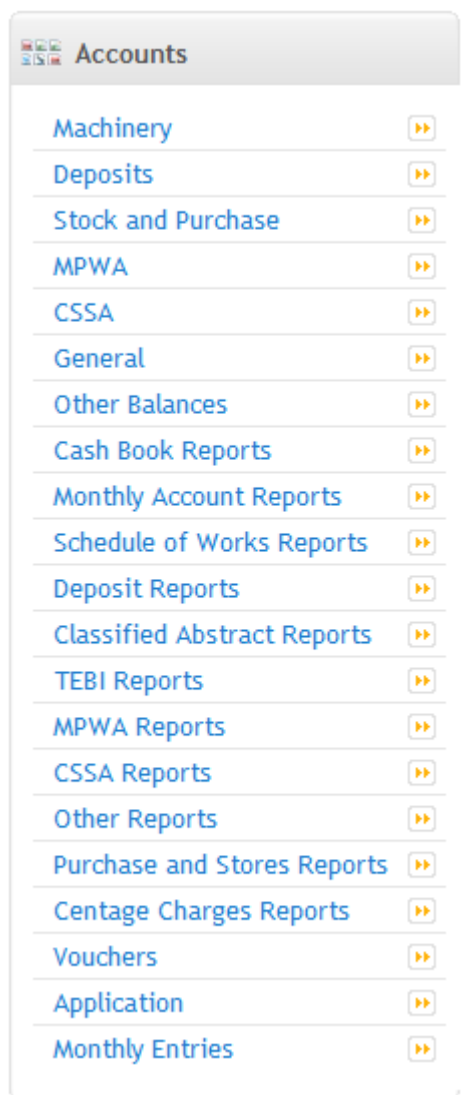 Accounts
Machinery
Deposits
Stock and Purchase
MPWA
CSSA
General
Other Balances
Cash Book Reports
Monthly Account Reports
Schedule of Works Reports
Deposit Reports
Classified Abstract Reports
TEBI Reports
MPWA Reports
CSSA Reports
Other Reports
Purchase and Stores Reports
Centage Charges Reports
Vouchers
Application
Monthly Entries